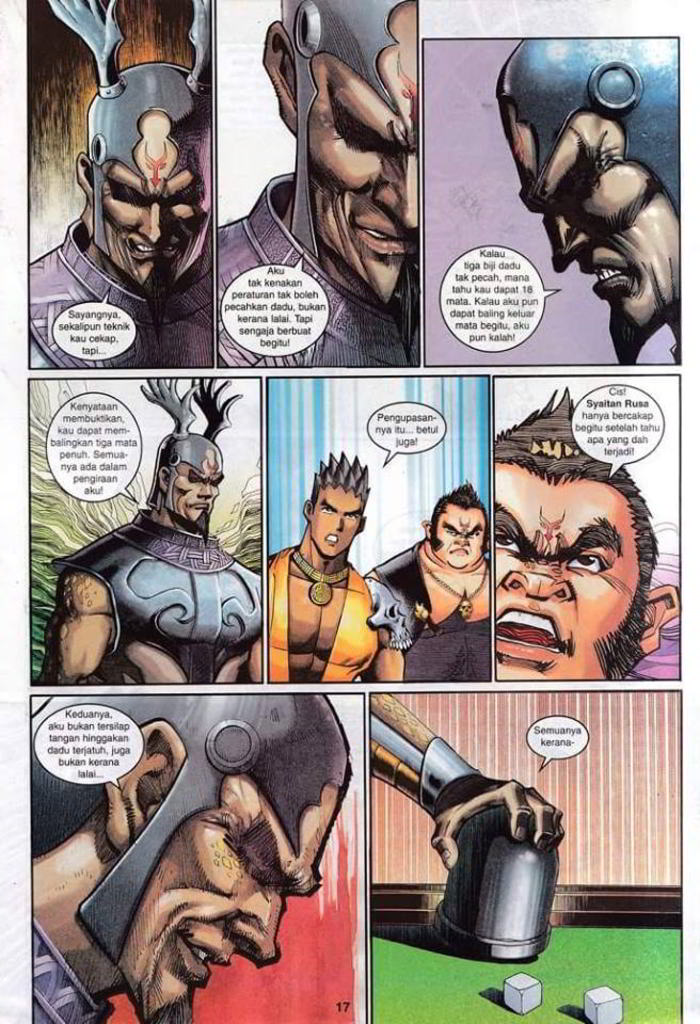 Sayangnya,
sekalipun teknik
kau cekap,
tapi...
Aku
tak kenakan
peraturan tak boleh
pecahkan dadu, bukan
kerana lalai. Tapi
sengaja berbuat
begitu!
Kalau
tiga biji dadu
tak pecah, mana
tahu kau dapat 18
mata. Kalau aku pun
dapat baling keluar
mata begitu, aku
pun kalah!
Kenyataan
membuktikan,
kau dapat mem-
balingkan tiga mata
penuh. Semua-
nya ada dalam
pengiraan
aku!
Pengupasan-
nya itu... betul
juga!
Cis!
Syaitan Rusa
hanya bercakap
begitu setelah tahu
apa yang dah
terjadi!
Keduanya,
aku bukan tersilap
tangan hinggakan
dadu terjatuh, juga
bukan kerana
lalai...
Semuanya
kerana-
17